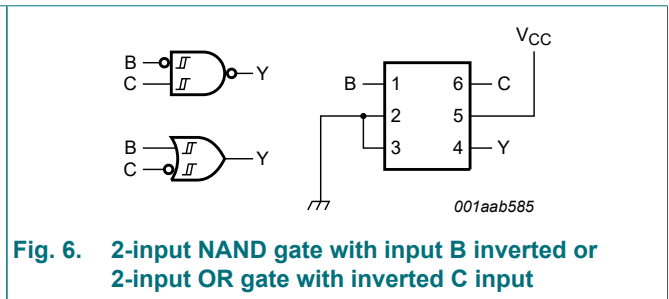 V_CC
B Y
C
B 1 6 C
2 5
B Y
C
3 4 Y
001aab585
Fig. 6. 2-input NAND gate with input B inverted or
2-input OR gate with inverted C input